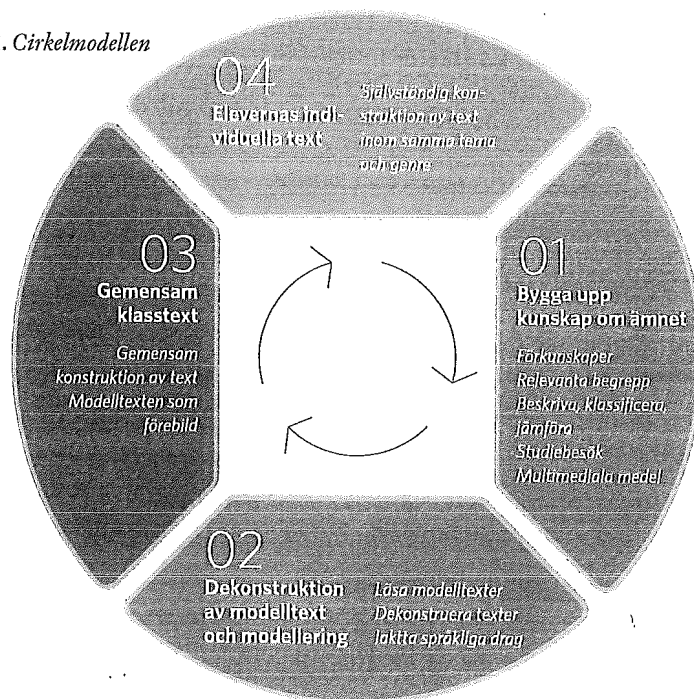 . Cirkelmodellen
04
Elevernas indi-
viduella text
Självständig kon-
struktion av text
inom samma tema
och genre
03
Gemensam
klasstext
Gemensam
konstruktion av text
Modelltexten som
förebild
01
Bygga upp
kunskap om ämnet
Förkunskaper
Relevanta begrepp
Beskriva, klassificera,
jämföra
Studiebesök
Multimediala medel
02
Dekonstruktion
av modelltext
och modellering
Läsa modelltexter
Dekonstruera texter
Iaktta språkliga drag